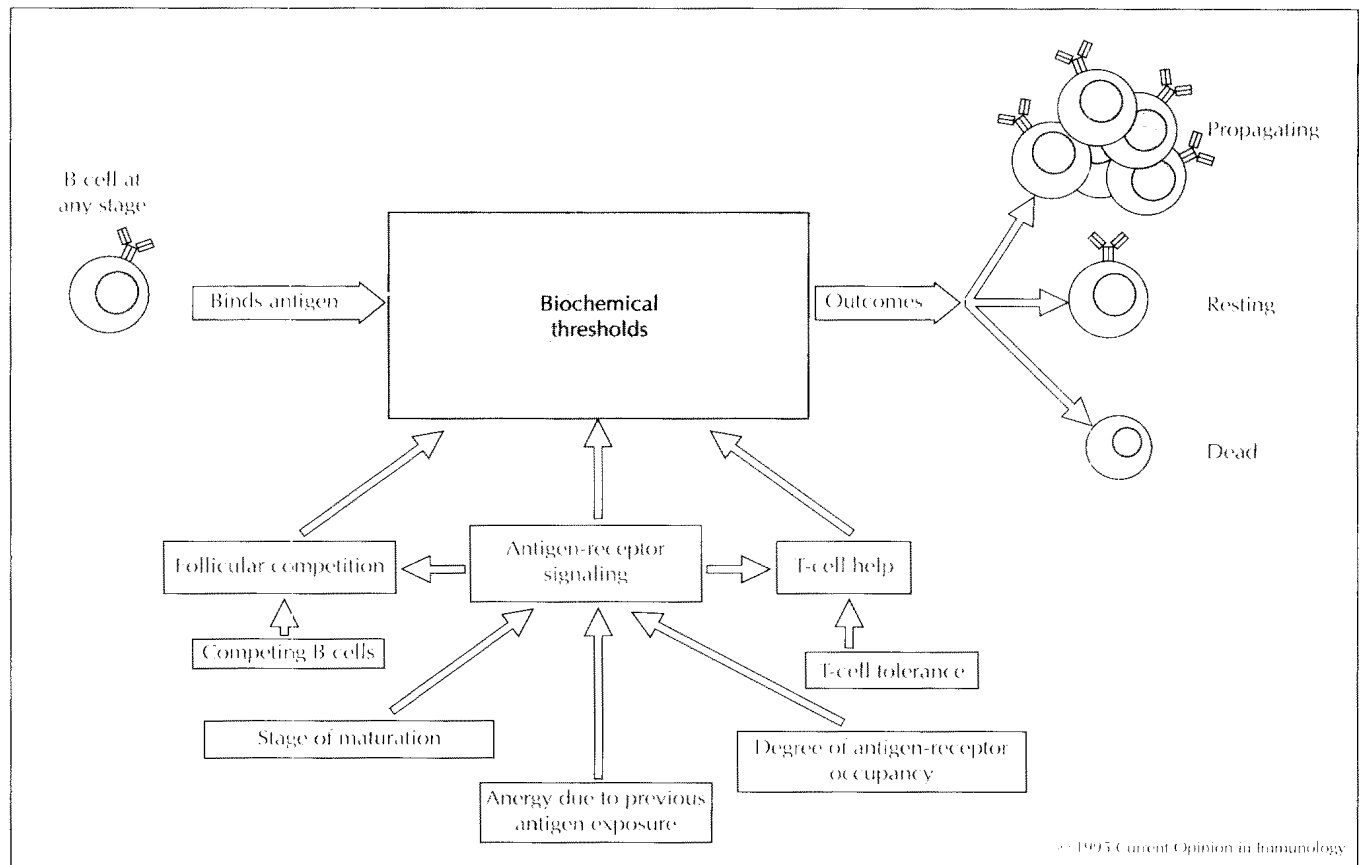 Propagating
B cell at
any stage
Binds antigen
Biochemical
thresholds
Outcomes
Resting
Dead
Follicular competition
Antigen-receptor
signaling
T-cell help
Competing B cells
T-cell tolerance
Stage of maturation
Degree of antigen-receptor
occupancy
Anergy due to previous
antigen exposure
© 1995 Current Opinion in Immunology